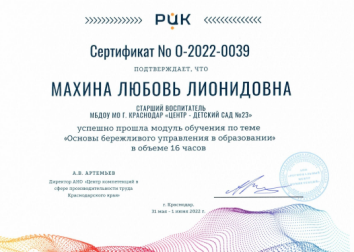 РЦК
Сертификат No О-2022-0039
ПОДТВЕРЖДАЕТ, ЧТО
МАХИНА ЛЮБОВЬ ЛИОНИДОВНА
СТАРШИЙ ВОСПИТАТЕЛЬ
МБДОУ МО Г. КРАСНОДАР «ЦЕНТР - ДЕТСКИЙ САД №23»
успешно прошла модуль обучения по теме
«Основы бережливого управления в образовании»
в объеме 16 часов
А.В. АРТЕМЬЕВ
Директор АНО «Центр компетенций в
сфере производительности труда
Краснодарского края»
г. Краснодар,
31 мая - 1 июня 2022 г.